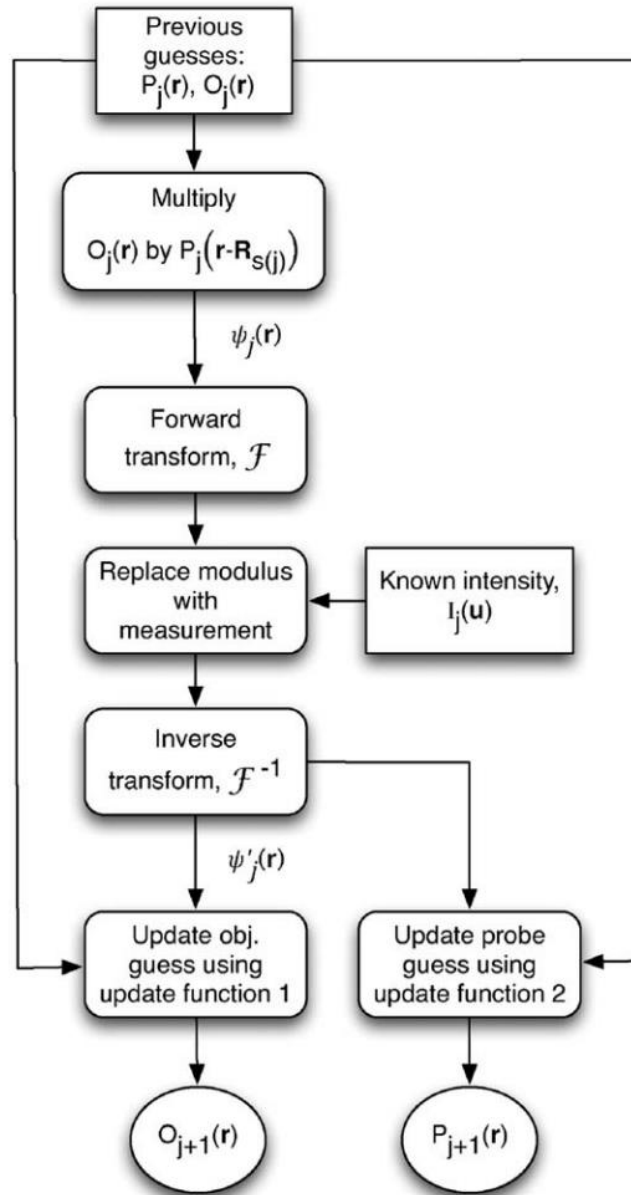 Previous
guesses:
Pj(r), Oj(r)
Multiply
Oj(r) by Pj(r-Rs(j))
ψj(r)
Forward
transform, ℱ
Replace modulus
with
measurement
Known intensity,
Ij(u)
Inverse
transform, ℱ-1
ψ'j(r)
Update obj.
guess using
update function 1
Update probe
guess using
update function 2
Oj+1(r)
Pj+1(r)